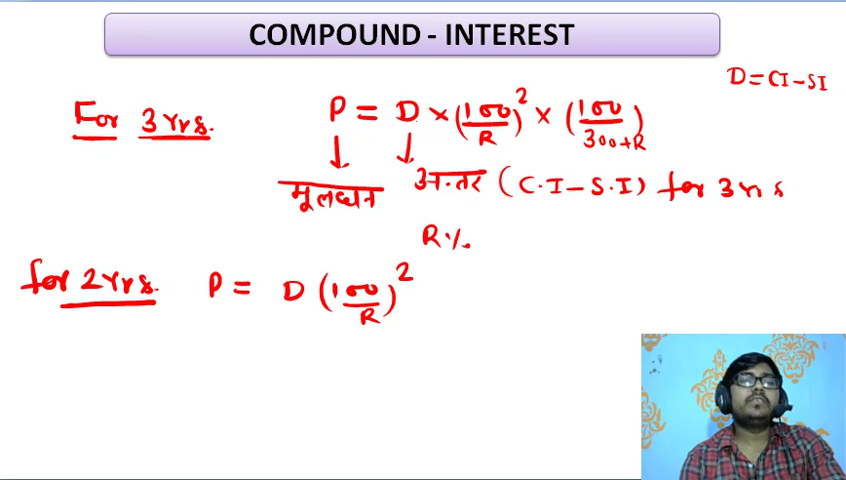 COMPOUND - INTEREST
D = CI - SI
For 3 Yrs. P = D × (100/R)² × (100/300+R)
मूलधन अन्तर (C.I - S.I) for 3
R%
for 2 Yrs. P = D (100/R)²